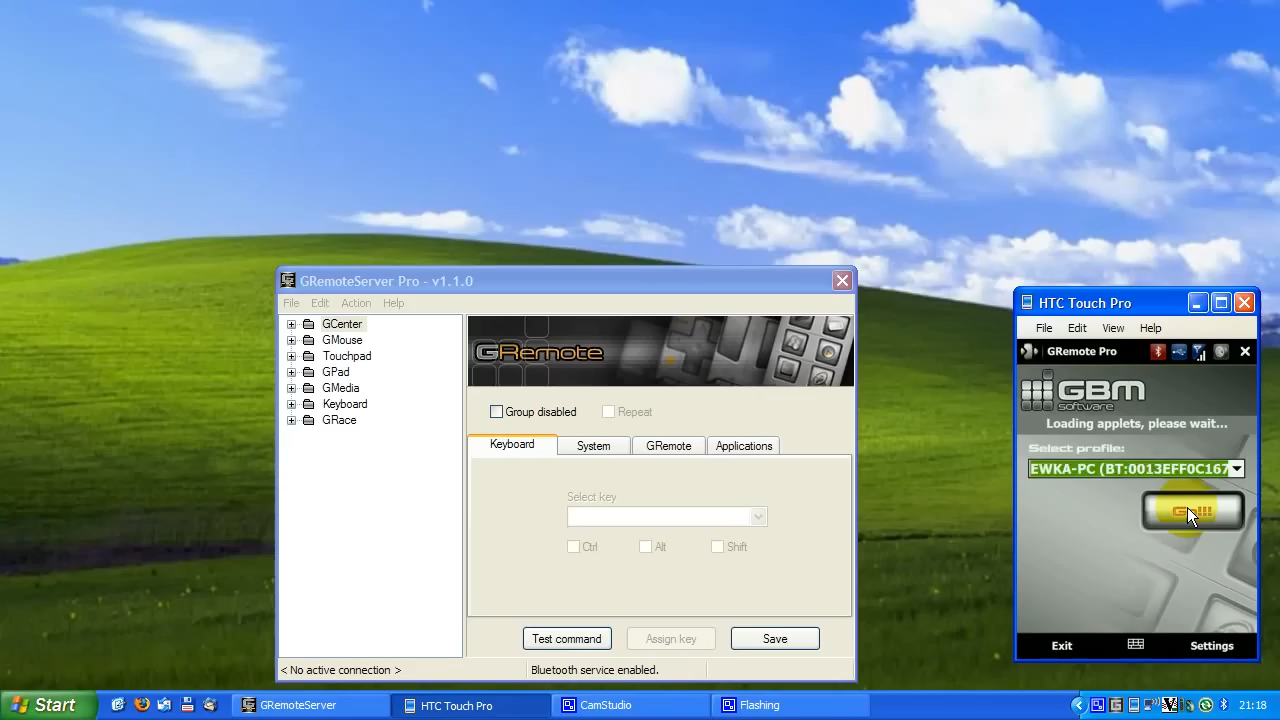 GRemoteServer Pro - v1.1.0
File Edit Action Help
GCenter
GMouse
Touchpad
GPad
GMedia
Keyboard
GRace
GRemote
Group disabled
Repeat
Keyboard System GRemote Applications
Select key
Ctrl Alt Shift
Test command Assign key Save
< No active connection > Bluetooth service enabled.
HTC Touch Pro
File Edit View Help
GRemote Pro
GBM
software
Loading applets, please wait...
Select profile:
EWKA-PC (BT:0013EFF0C167
Exit Settings
Start GRemoteServer HTC Touch Pro CamStudio Flashing 21:18